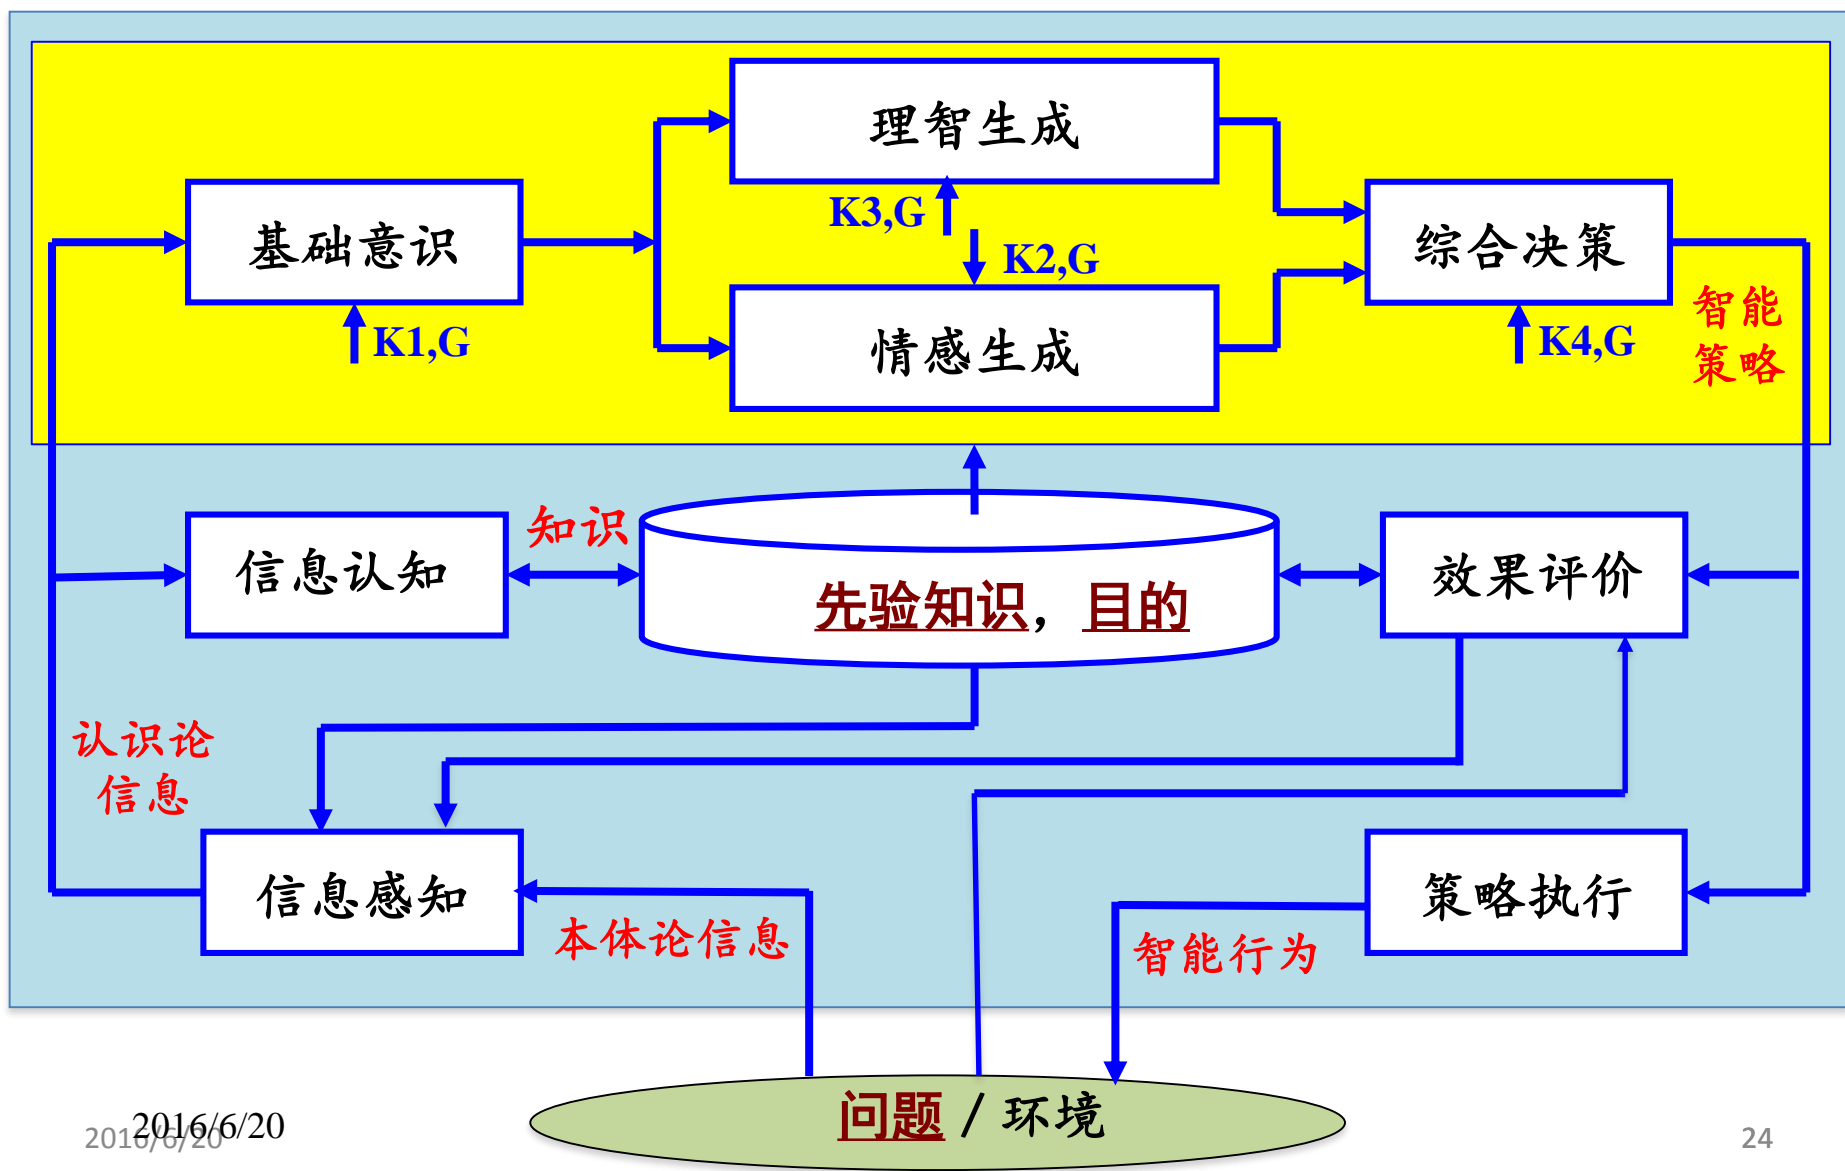 理智生成
K3,G
基础意识
K2,G
综合决策
K1,G
情感生成
K4,G
智能
策略
知识
信息认知
先验知识，目的
效果评价
认识论
信息
信息感知
本体论信息
策略执行
智能行为
问题 / 环境
2016/6/20
2016/6/20
24